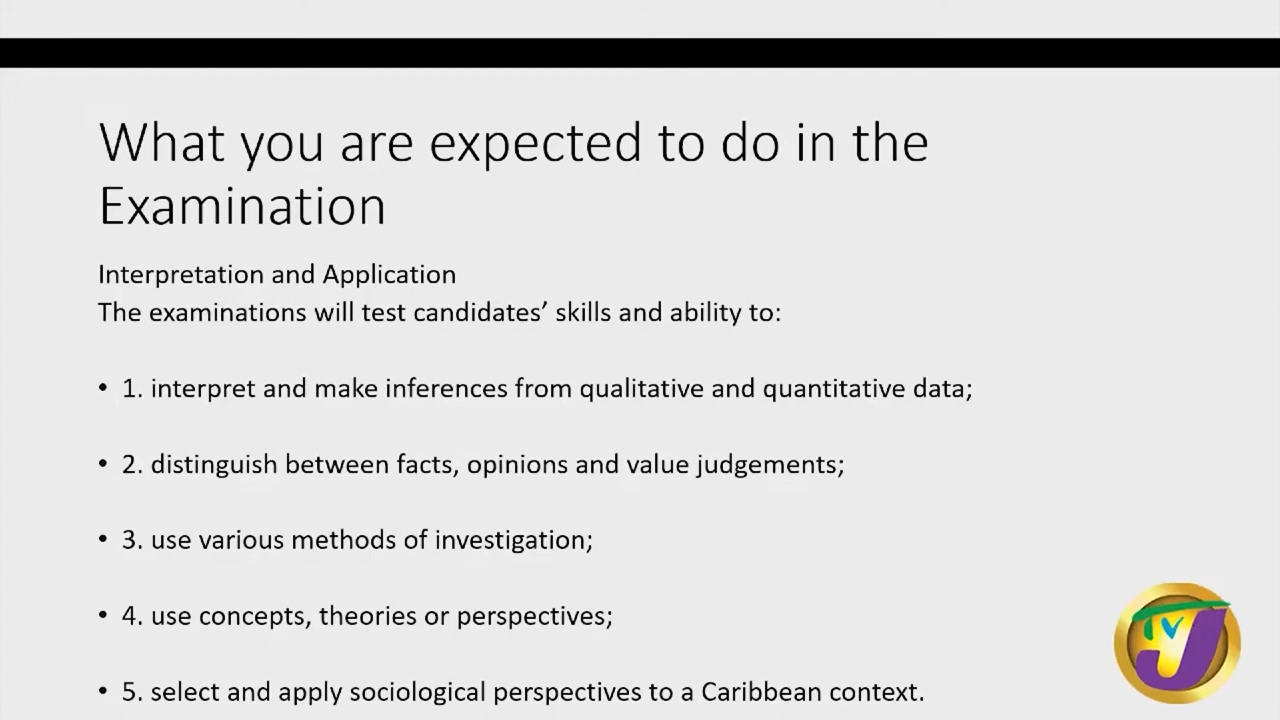 What you are expected to do in the
Examination
Interpretation and Application
The examinations will test candidates’ skills and ability to:
• 1. interpret and make inferences from qualitative and quantitative data;
• 2. distinguish between facts, opinions and value judgements;
• 3. use various methods of investigation;
• 4. use concepts, theories or perspectives;
• 5. select and apply sociological perspectives to a Caribbean context.
TVJ